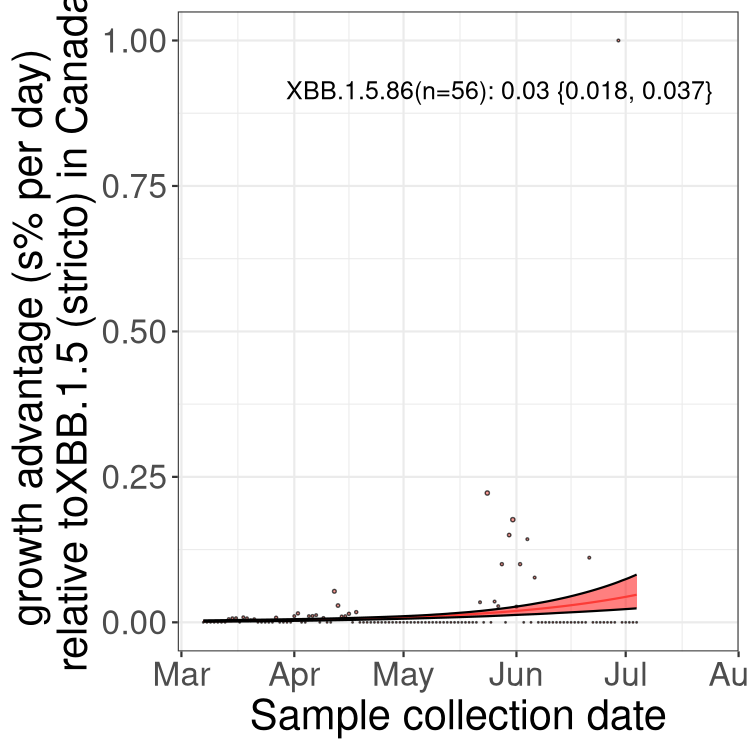 growth advantage (s% per day)
relative toXBB.1.5 (stricto) in Canada
1.00
0.75
0.50
0.25
0.00
XBB.1.5.86(n=56): 0.03 {0.018, 0.037}
Mar Apr May Jun Jul Au
Sample collection date